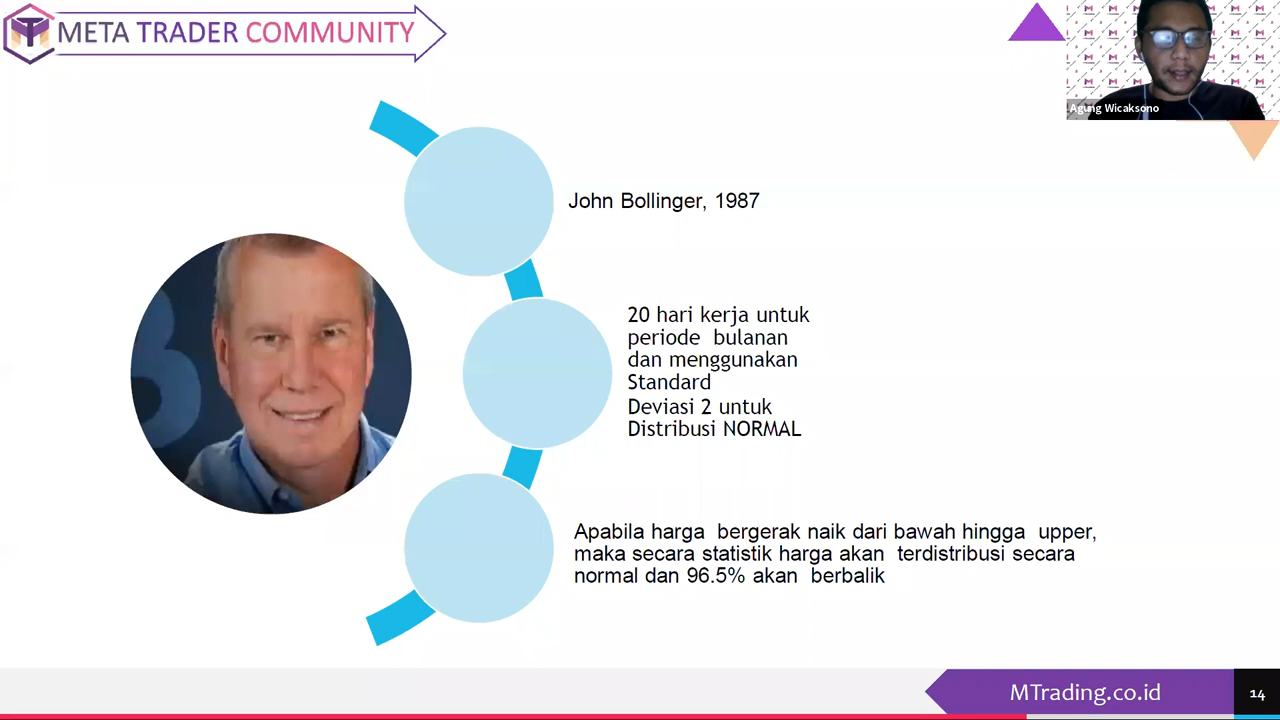 META TRADER COMMUNITY
Agung Wicaksono
John Bollinger, 1987
20 hari kerja untuk
periode bulanan
dan menggunakan
Standard
Deviasi 2 untuk
Distribusi NORMAL
Apabila harga bergerak naik dari bawah hingga upper,
maka secara statistik harga akan terdistribusi secara
normal dan 96.5% akan berbalik
MTrading.co.id
14